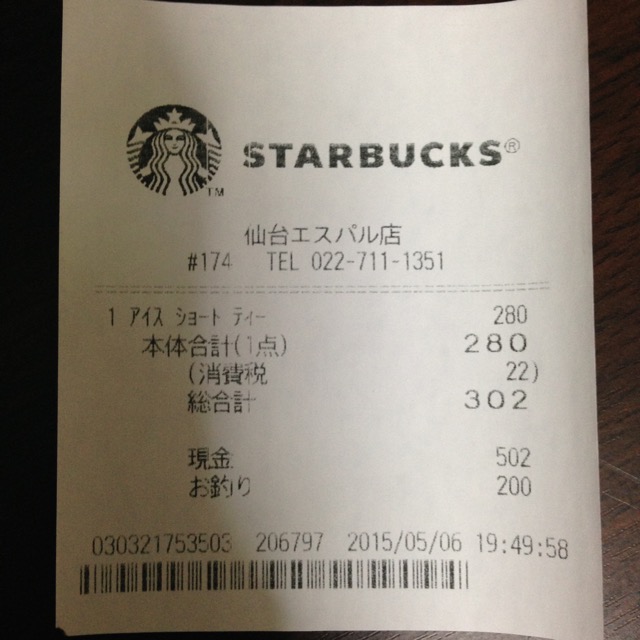 STARBUCKS®
TM
仙台エスパル店
#174 TEL 022-711-1351
1 アイス ショート ティー 280
本体合計(1点) 280
(消費税 22)
総合計 302
現金 502
お釣り 200
030321753503 206797 2015/05/06 19:49:58